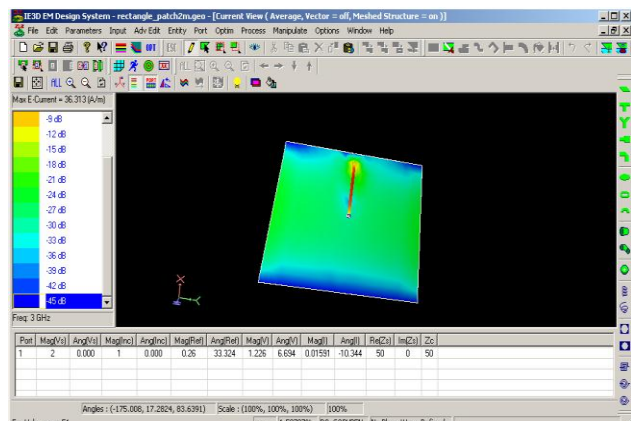 IE3D EM Design System - rectangle_patch2m.geo - [Current View ( Average, Vector = off, Meshed Structure = on )]
File Edit Parameters Input Adv Edit Entity Port Optim Process Manipulate Options Window Help
ALL
ALL
Max E-Current = 36.313 (A/m)
-9 dB
-12 dB
-15 dB
-18 dB
-21 dB
-24 dB
-27 dB
-30 dB
-33 dB
-36 dB
-39 dB
-42 dB
-45 dB
Freq: 3 GHz
Port Mag(Vs) Ang(Vs) Mag(Inc) Ang(Inc) Mag(Ref) Ang(Ref) Mag(V) Ang(V) Mag(I) Ang(I) Re(Zs) Im(Zs) Zc
1 2 0.000 1 0.000 0.26 33.324 1.226 6.694 0.01591 -10.344 50 0 50
Angles : (-175.008, 17.2824, 83.6391) Scale : (100%, 100%, 100%) 100%